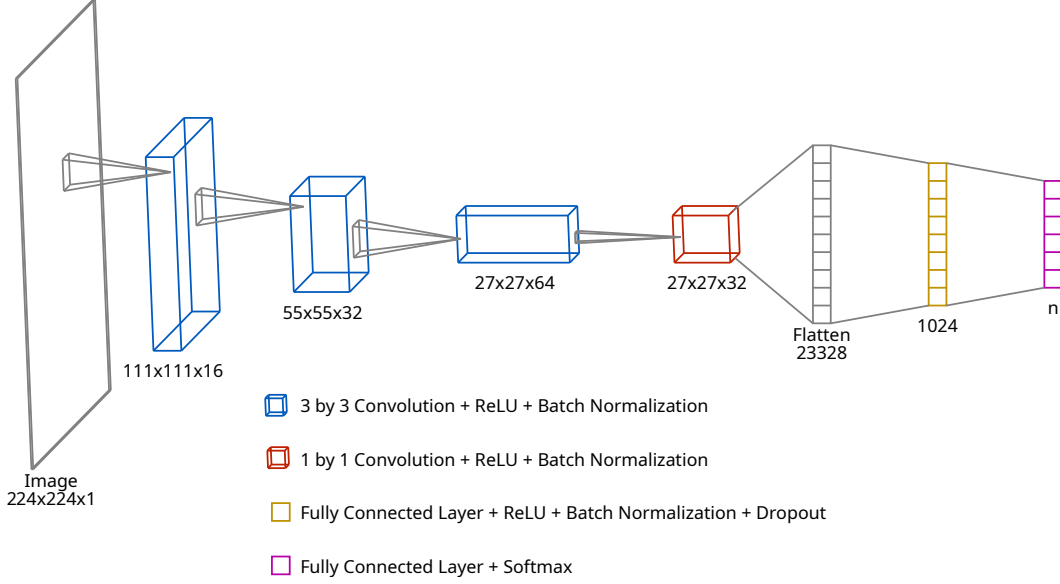 111x111x16
55x55x32
27x27x64
27x27x32
Flatten
23328
1024
n
Image
224x224x1
3 by 3 Convolution + ReLU + Batch Normalization
1 by 1 Convolution + ReLU + Batch Normalization
Fully Connected Layer + ReLU + Batch Normalization + Dropout
Fully Connected Layer + Softmax